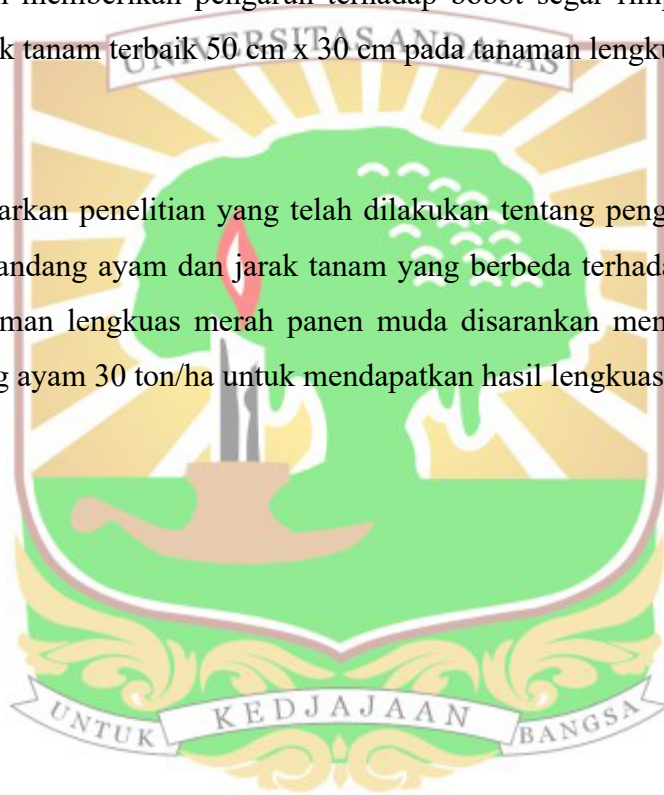 memberikan pengaruh terhadap bobot segar rimp
k tanam terbaik 50 cm x 30 cm pada tanaman lengku
UNIVERSITAS ANDALAS
arkan penelitian yang telah dilakukan tentang peng
andang ayam dan jarak tanam yang berbeda terhada
man lengkuas merah panen muda disarankan men
g ayam 30 ton/ha untuk mendapatkan hasil lengkuas
UNTUK KEDJAJAAN BANGSA